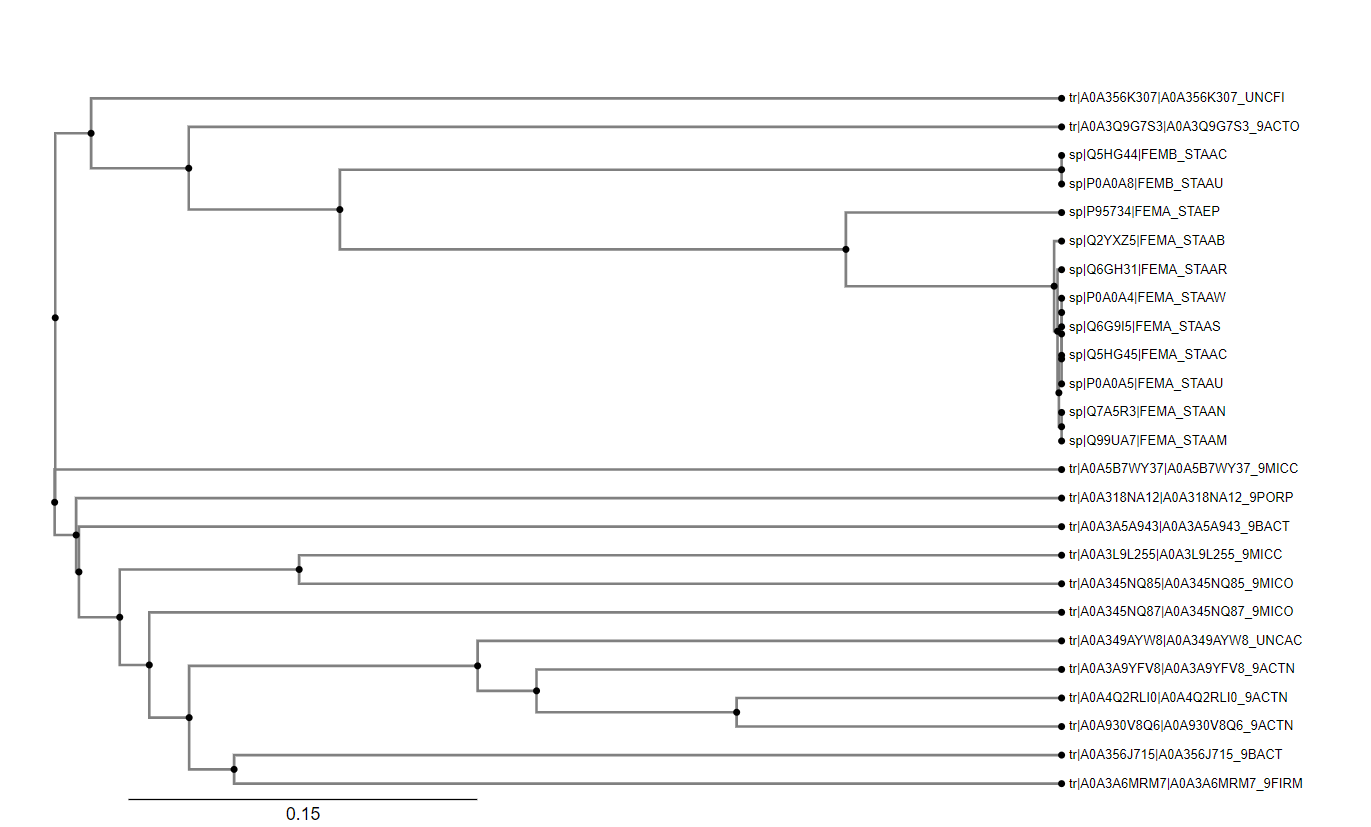 tr|A0A356K307|A0A356K307_UNCFI
tr|A0A3Q9G7S3|A0A3Q9G7S3_9ACTO
sp|Q5HG44|FEMB_STAAC
sp|P0A0A8|FEMB_STAAU
sp|P95734|FEMA_STAEP
sp|Q2YXZ5|FEMA_STAAB
sp|Q6GH31|FEMA_STAAR
sp|P0A0A4|FEMA_STAAW
sp|Q6G9I5|FEMA_STAAS
sp|Q5HG45|FEMA_STAAC
sp|P0A0A5|FEMA_STAAU
sp|Q7A5R3|FEMA_STAAN
sp|Q99UA7|FEMA_STAAM
tr|A0A5B7WY37|A0A5B7WY37_9MICC
tr|A0A318NA12|A0A318NA12_9PORP
tr|A0A3A5A943|A0A3A5A943_9BACT
tr|A0A3L9L255|A0A3L9L255_9MICC
tr|A0A345NQ85|A0A345NQ85_9MICO
tr|A0A345NQ87|A0A345NQ87_9MICO
tr|A0A349AYW8|A0A349AYW8_UNCAC
tr|A0A3A9YFV8|A0A3A9YFV8_9ACTN
tr|A0A4Q2RLI0|A0A4Q2RLI0_9ACTN
tr|A0A930V8Q6|A0A930V8Q6_9ACTN
tr|A0A356J715|A0A356J715_9BACT
tr|A0A3A6MRM7|A0A3A6MRM7_9FIRM
0.15